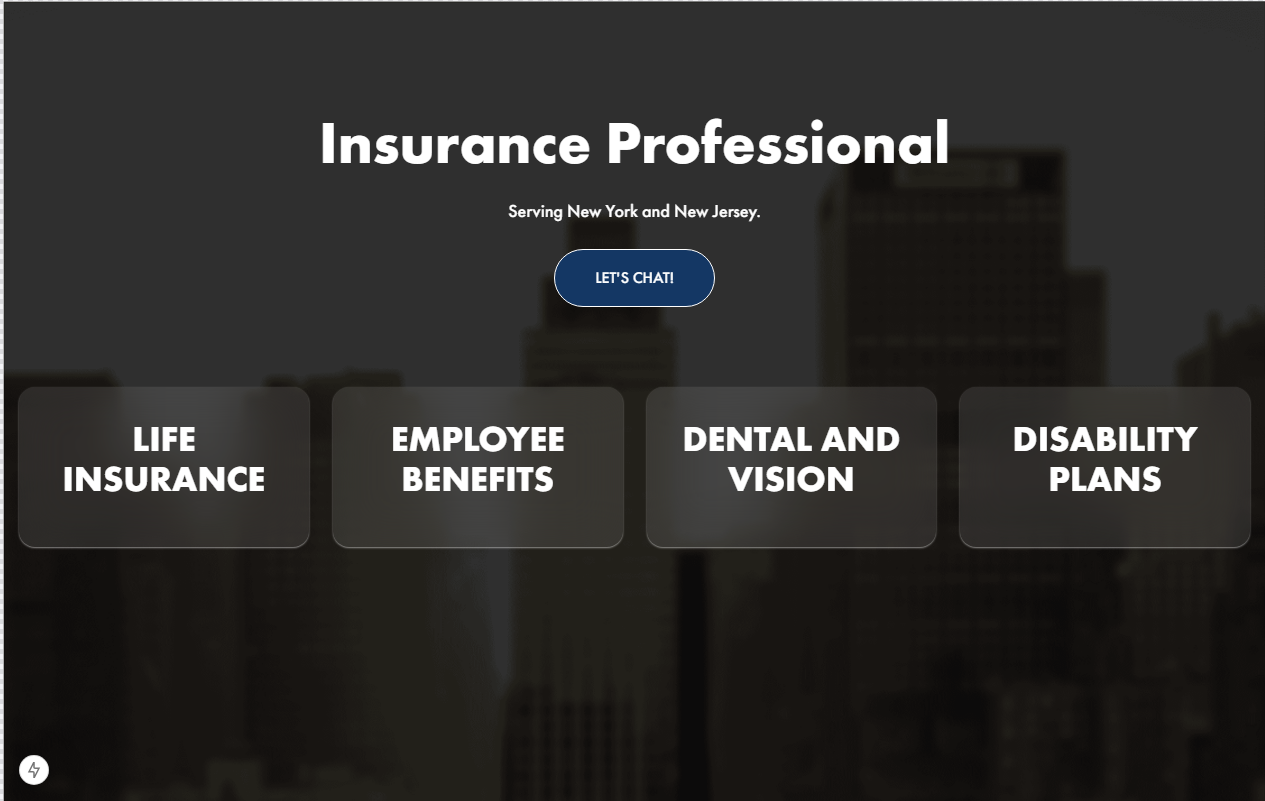 Insurance Professional
Serving New York and New Jersey.
LET'S CHAT!
LIFE
INSURANCE
EMPLOYEE
BENEFITS
DENTAL AND
VISION
DISABILITY
PLANS